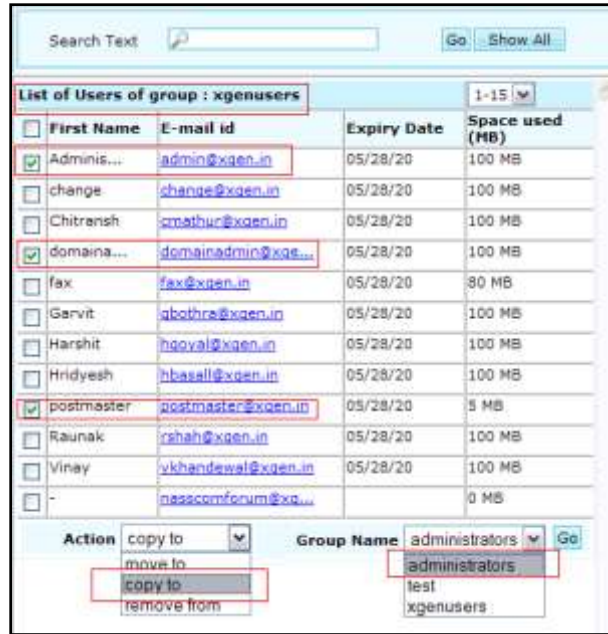 Search Text Go Show All
List of Users of group : xgenusers 1-15
First Name E-mail id Expiry Date Space used (MB)
Adminis... admin@xgen.in 05/28/20 100 MB
change change@xgen.in 05/28/20 100 MB
Chitransh cmathur@xgen.in 05/28/20 100 MB
domaina... domainadmin@xge... 05/28/20 100 MB
fax fax@xgen.in 05/28/20 80 MB
Garvit gbothra@xgen.in 05/28/20 100 MB
Harshit hgoyal@xgen.in 05/28/20 100 MB
Hridyesh hbasall@xgen.in 05/28/20 100 MB
postmaster postmaster@xgen.in 05/28/20 5 MB
Raunak rshah@xgen.in 05/28/20 100 MB
Vinay vkhandewal@xgen.in 05/28/20 100 MB
- nasscomforum@xg... 0 MB
Action copy to Group Name administrators Go
move to administrators
copy to test
remove from xgenusers